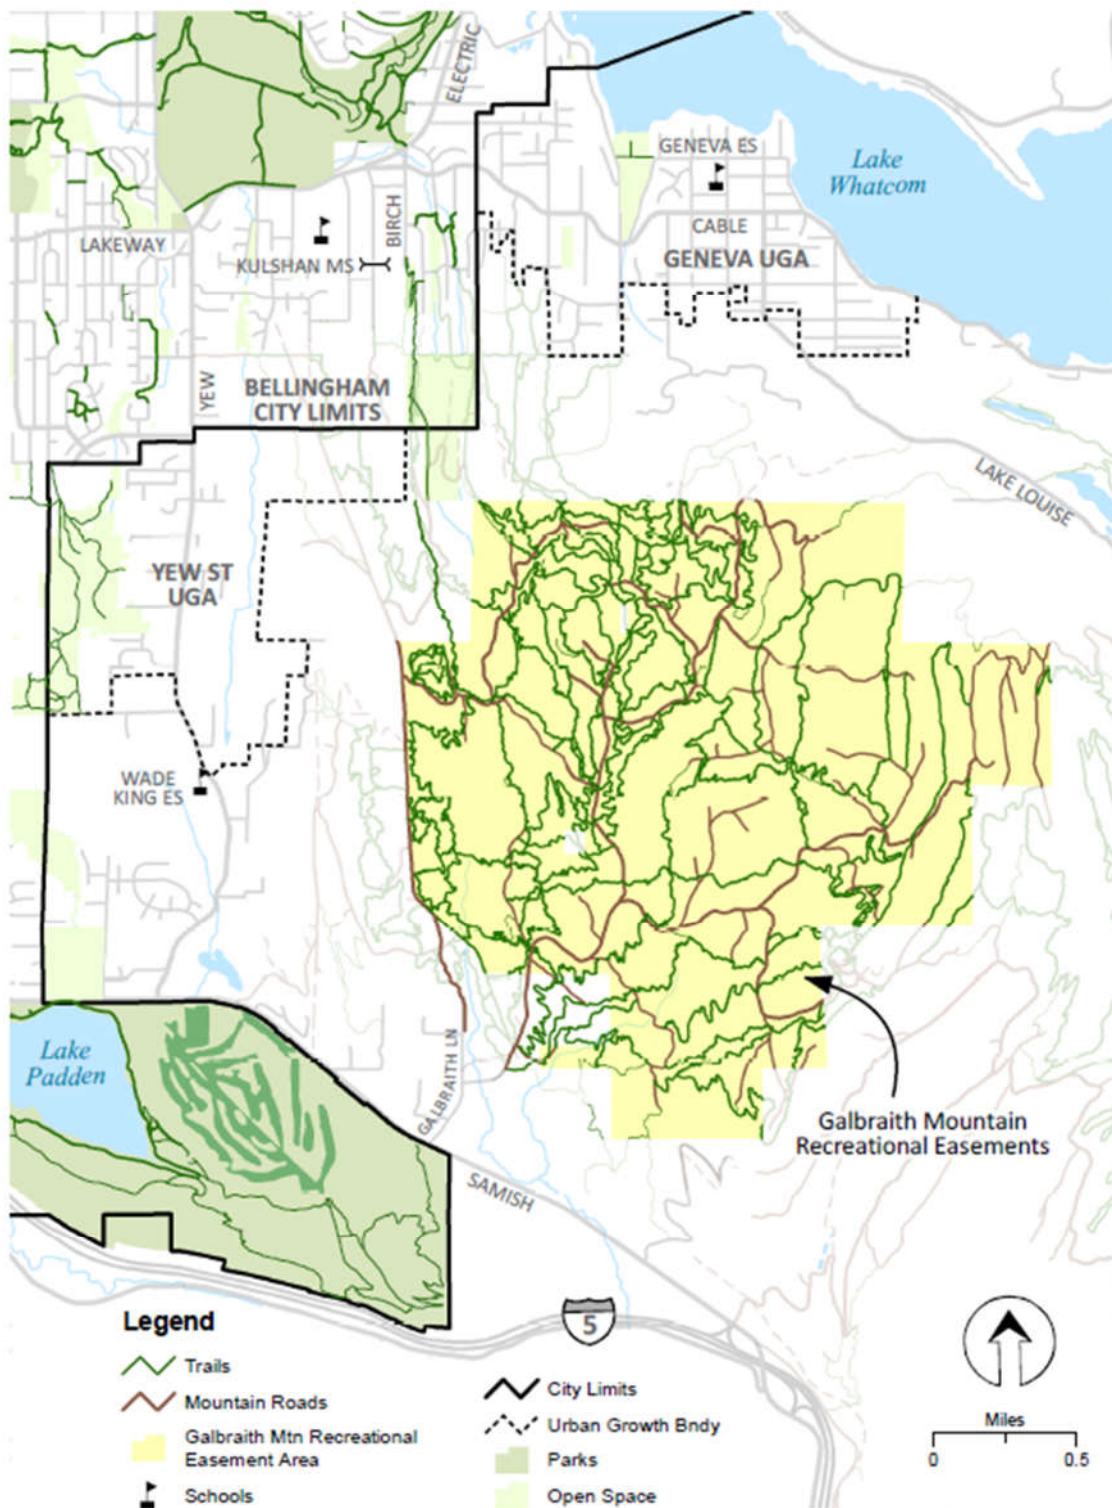 ELECTRIC
GENEVA ES
Lake
Whatcom
BIRCH
CABLE
LAKEWAY
KULSHAN MS
GENEVA UGA
YEW
BELLINGHAM
CITY LIMITS
LAKE LOUISE
YEW ST
UGA
WADE
KING ES
Lake
Padden
GALBRAITH LN
Galbraith Mountain
Recreational Easements
SAMISH
5
Legend
Trails
Mountain Roads
Galbraith Mtn Recreational
Easement Area
Schools
City Limits
Urban Growth Bndy
Parks
Open Space
Miles
0
0.5